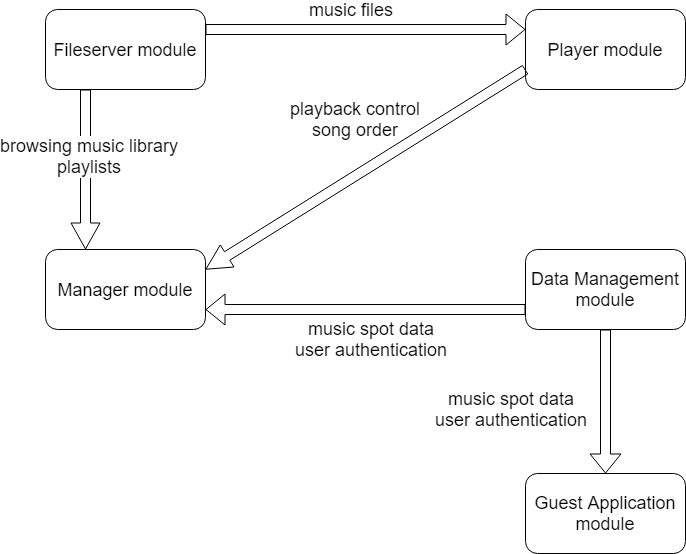 music files
Fileserver module
Player module
playback control
song order
browsing music library
playlists
Manager module
Data Management
module
music spot data
user authentication
music spot data
user authentication
Guest Application
module